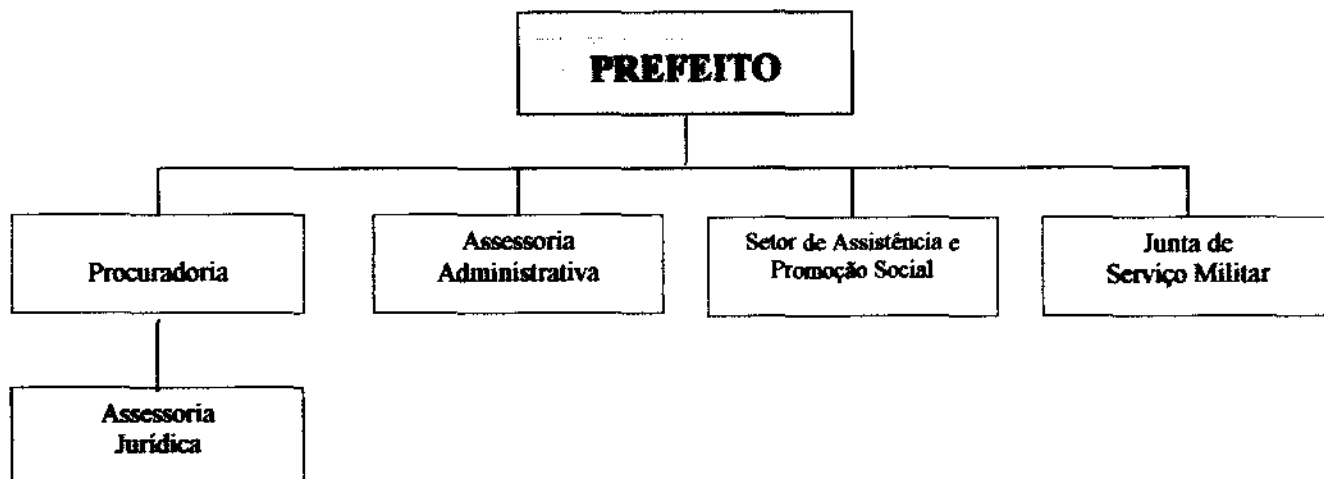 PREFEITO
Procuradoria
Assessoria
Administrativa
Setor de Assistência e
Promoção Social
Junta de
Serviço Militar
Assessoria
Jurídica